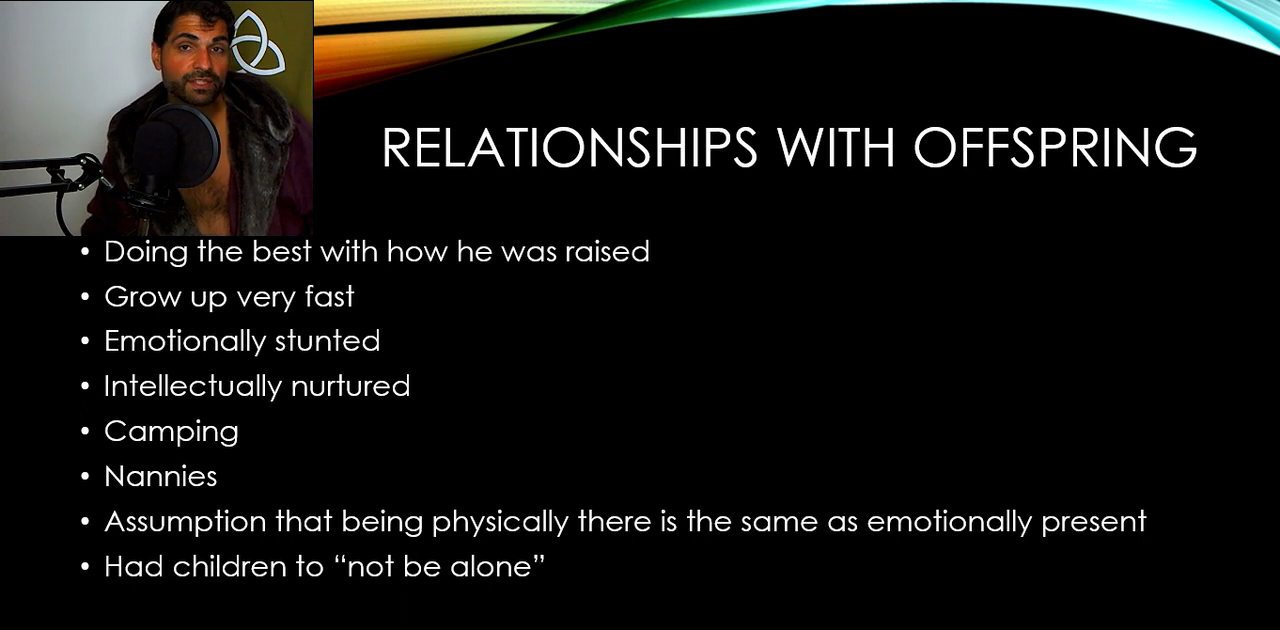 RELATIONSHIPS WITH OFFSPRING
• Doing the best with how he was raised
• Grow up very fast
• Emotionally stunted
• Intellectually nurtured
• Camping
• Nannies
• Assumption that being physically there is the same as emotionally present
• Had children to “not be alone”